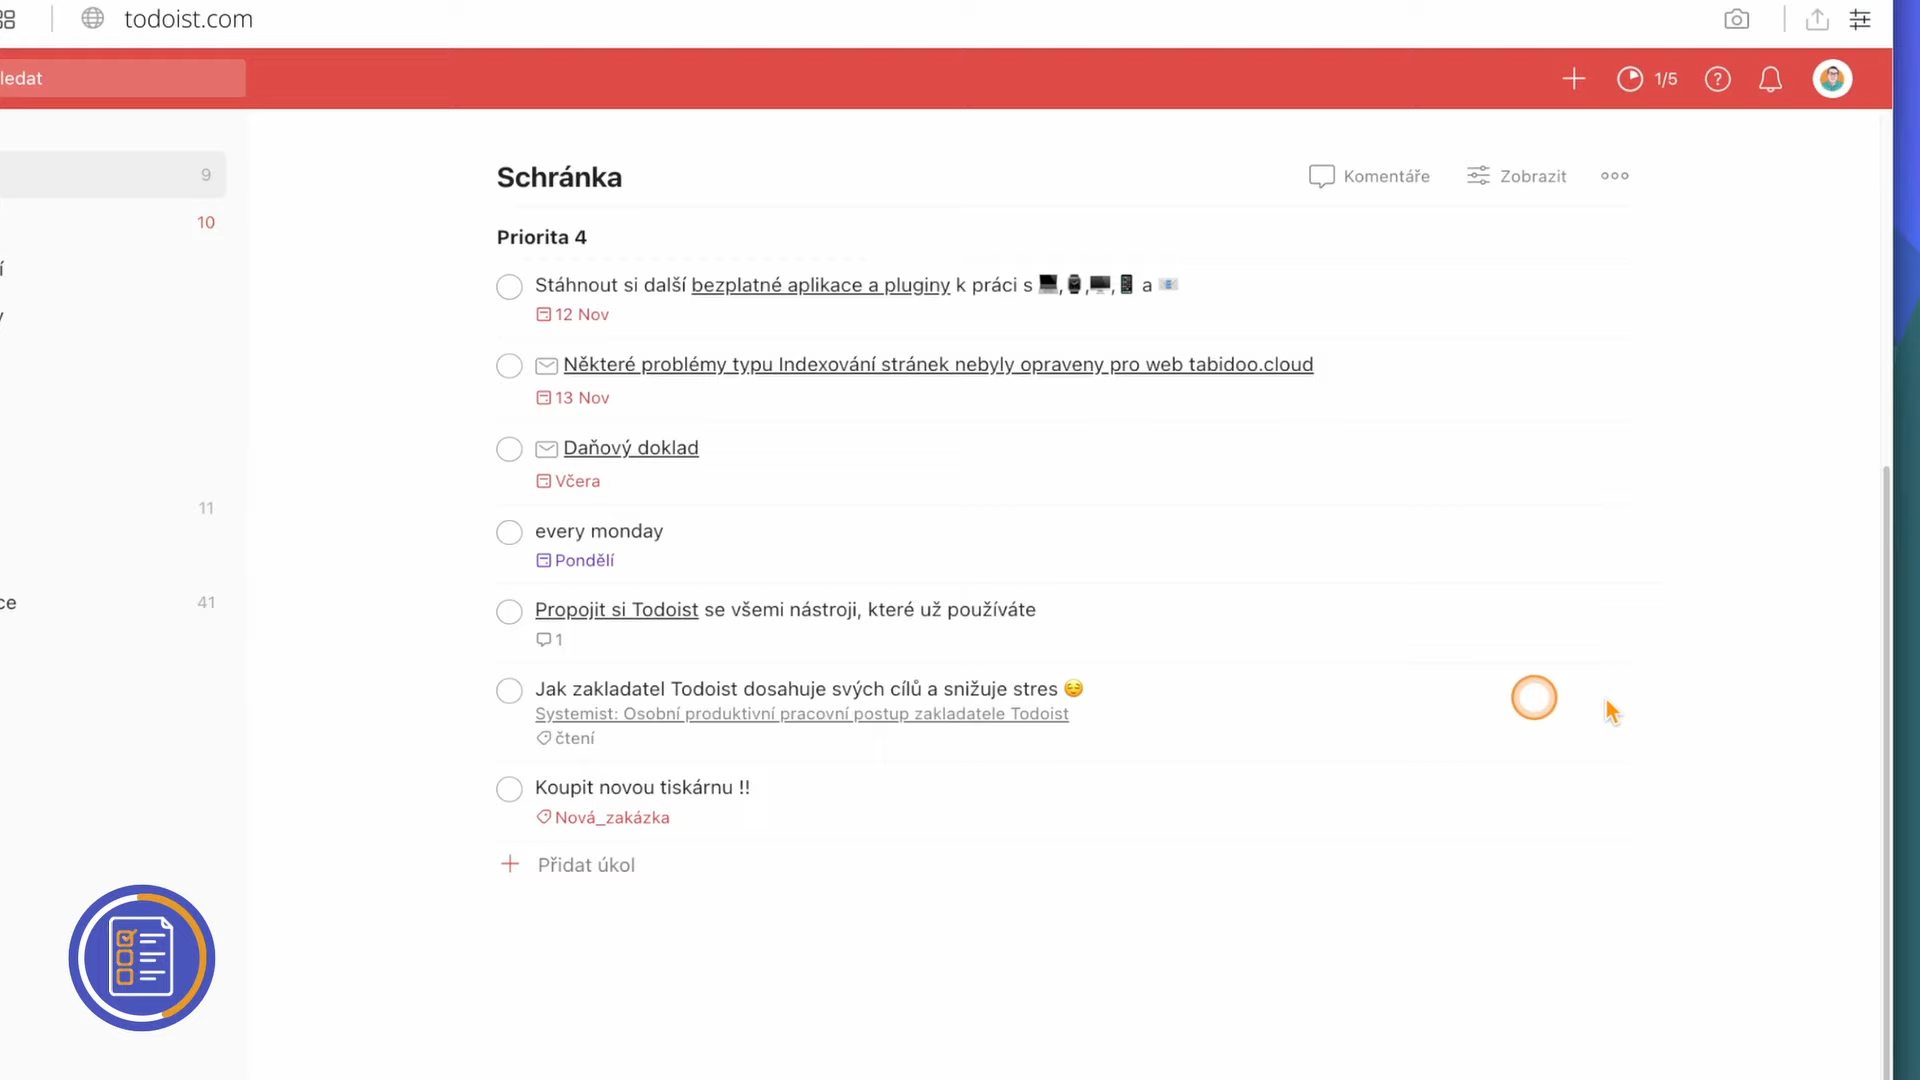 todoist.com
ledat
1/5
9
10
í
11
ce
41
Schránka
Komentáře
Zobrazit
Priorita 4
Stáhnout si další bezplatné aplikace a pluginy k práci s 💻,⌚,🖥️,📱 a 📧
12 Nov
Některé problémy typu Indexování stránek nebyly opraveny pro web tabidoo.cloud
13 Nov
Daňový doklad
Včera
every monday
Pondělí
Propojit si Todoist se všemi nástroji, které už používáte
1
Jak zakladatel Todoist dosahuje svých cílů a snižuje stres 😌
Systemist: Osobní produktivní pracovní postup zakladatele Todoist
čtení
Koupit novou tiskárnu !!
Nová_zakázka
Přidat úkol